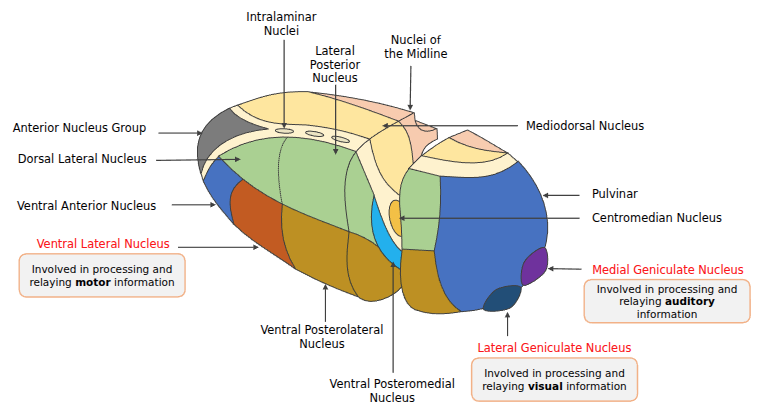 Intralaminar
Nuclei
Lateral
Posterior
Nucleus
Nuclei of
the Midline
Anterior Nucleus Group
Mediodorsal Nucleus
Dorsal Lateral Nucleus
Pulvinar
Ventral Anterior Nucleus
Centromedian Nucleus
Ventral Lateral Nucleus
Involved in processing and
relaying motor information
Medial Geniculate Nucleus
Involved in processing and
relaying auditory
information
Ventral Posterolateral
Nucleus
Lateral Geniculate Nucleus
Involved in processing and
relaying visual information
Ventral Posteromedial
Nucleus